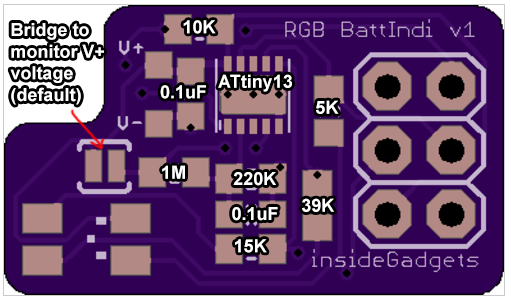 10K
RGB BattIndi v1
Bridge to
monitor V+
voltage
(default)
V+
ATtiny13
0.1uF
5K
V-
1M
220K
39K
0.1uF
15K
insideGadgets